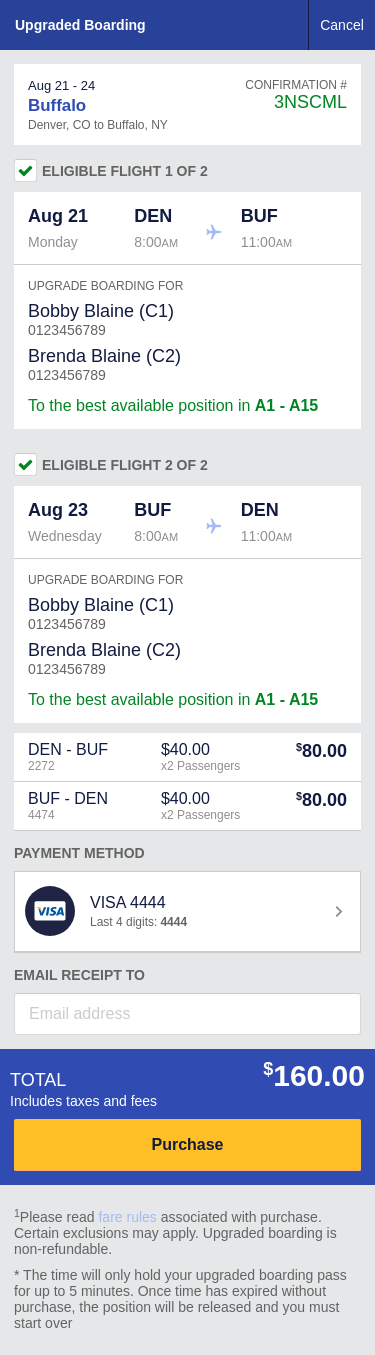 Upgraded Boarding
Cancel
Aug 21 - 24
CONFIRMATION #
Buffalo
3NSCML
Denver, CO to Buffalo, NY
ELIGIBLE FLIGHT 1 OF 2
Aug 21 DEN BUF
Monday 8:00AM 11:00AM
UPGRADE BOARDING FOR
Bobby Blaine (C1)
0123456789
Brenda Blaine (C2)
0123456789
To the best available position in A1 - A15
ELIGIBLE FLIGHT 2 OF 2
Aug 23 BUF DEN
Wednesday 8:00AM 11:00AM
UPGRADE BOARDING FOR
Bobby Blaine (C1)
0123456789
Brenda Blaine (C2)
0123456789
To the best available position in A1 - A15
DEN - BUF $40.00 $80.00
2272 x2 Passengers
BUF - DEN $40.00 $80.00
4474 x2 Passengers
PAYMENT METHOD
VISA
VISA 4444
Last 4 digits: 4444
EMAIL RECEIPT TO
Email address
TOTAL $160.00
Includes taxes and fees
Purchase
1Please read fare rules associated with purchase.
Certain exclusions may apply. Upgraded boarding is
non-refundable.
* The time will only hold your upgraded boarding pass
for up to 5 minutes. Once time has expired without
purchase, the position will be released and you must
start over